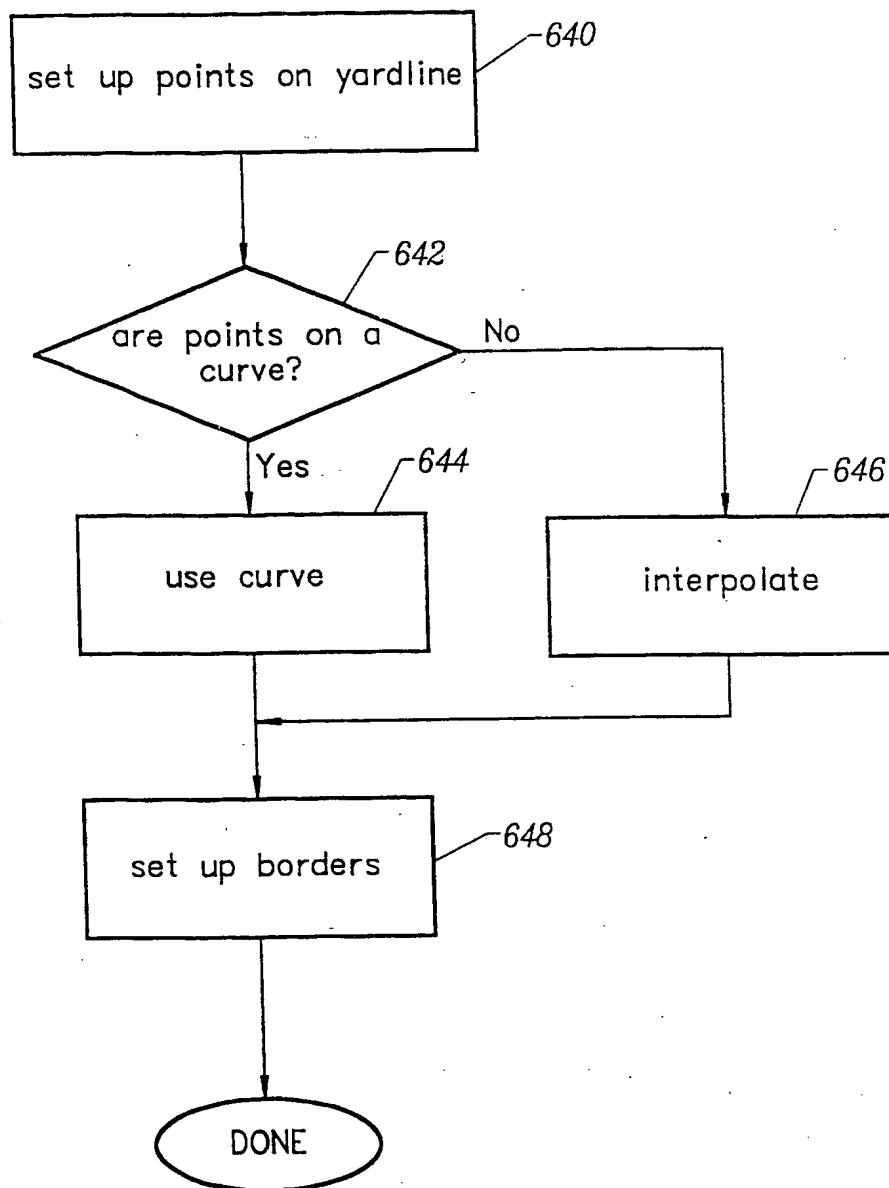 640
set up points on yardline
642
are points on a
curve?
No
Yes
644
646
use curve
interpolate
648
set up borders
DONE